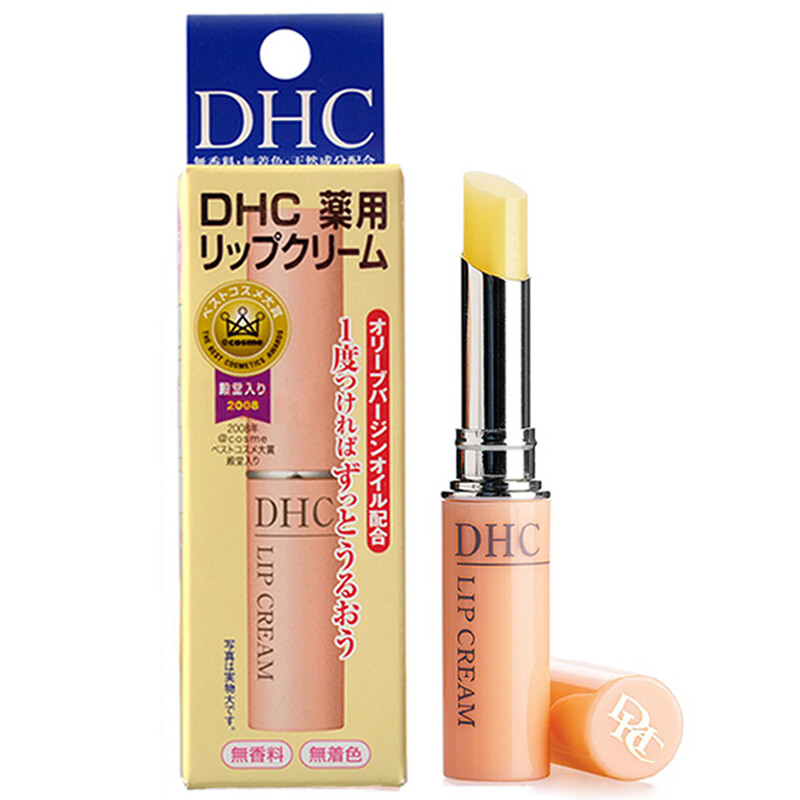 DHC
無香料・無着色・天然成分配合
DHC 薬用
リップクリーム
ベストコスメ大賞
@cosme
THE BEST COSMETICS AWARDS
殿堂入り
2008
2008年
@cosme
ベストコスメ大賞
殿堂入り
オリーブバージンオイル配合
1度つければずっとうるおう
DHC
LIP CREAM
写真は実物大です。
無香料
無着色
DHC
LIP CREAM
DHC